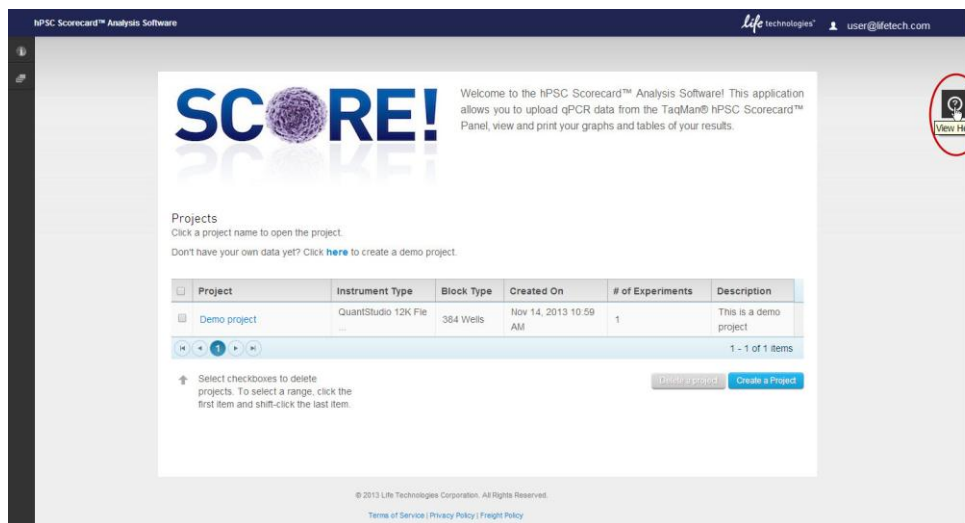 hPSC Scorecard™ Analysis Software
life technologies™
user@lifetech.com
SCORE!
Welcome to the hPSC Scorecard™ Analysis Software! This application
allows you to upload qPCR data from the TaqMan® hPSC Scorecard™
Panel, view and print your graphs and tables of your results.
View He
Projects
Click a project name to open the project.
Don't have your own data yet? Click here to create a demo project.
Project Instrument Type Block Type Created On # of Experiments Description
Demo project QuantStudio 12K Fle ... 384 Wells Nov 14, 2013 10:59 AM 1 This is a demo project
1
1 - 1 of 1 items
Select checkboxes to delete
projects. To select a range, click the
first item and shift-click the last item.
Delete a project
Create a Project
© 2013 Life Technologies Corporation. All Rights Reserved.
Terms of Service | Privacy Policy | Freight Policy